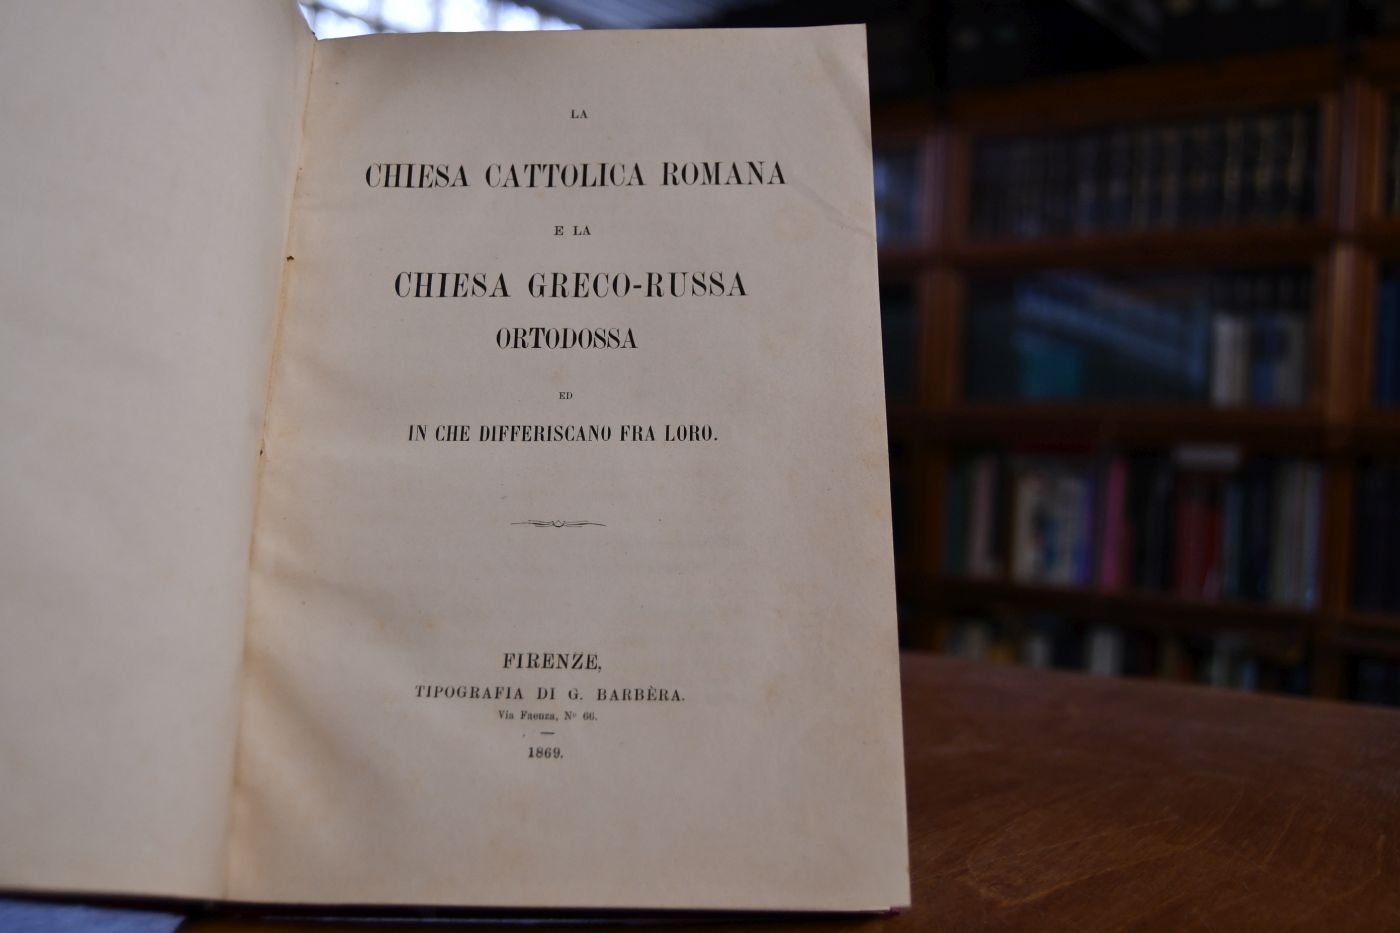 LA
CHIESA CATTOLICA ROMANA
E LA
CHIESA GRECO-RUSSA
ORTODOSSA
ED
IN CHE DIFFERISCANO FRA LORO.
FIRENZE,
TIPOGRAFIA DI G. BARBÈRA.
Via Faenza, Nº 66.
1869.